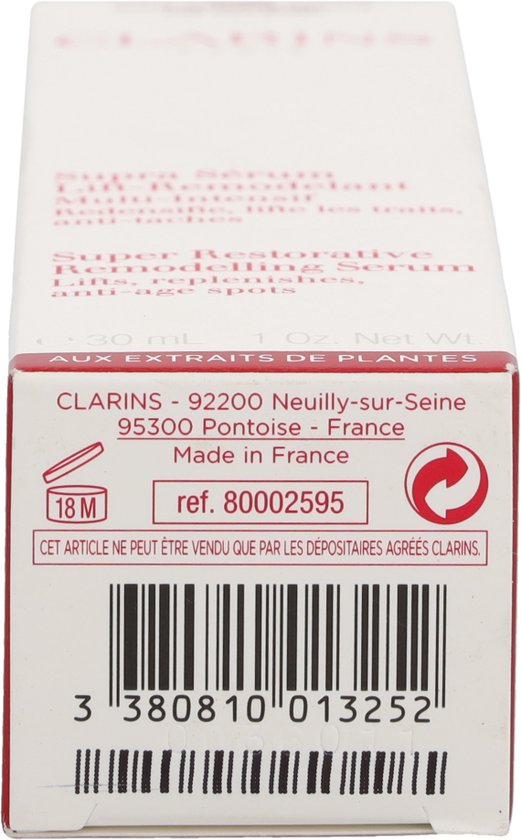 CLARINS
Supra Sérum
Lift-Remodelant
Multi-Intensif
Redensifie, lifte les traits,
anti-taches
Super Restorative
Remodelling Serum
Lifts, replenishes,
anti-age spots
30 mL 1 Oz. Net Wt.
AUX EXTRAITS DE PLANTES
CLARINS - 92200 Neuilly-sur-Seine
95300 Pontoise - France
Made in France
18 M
ref. 80002595
CET ARTICLE NE PEUT ÊTRE VENDU QUE PAR LES DÉPOSITAIRES AGRÉÉS CLARINS.
3 380810 013252